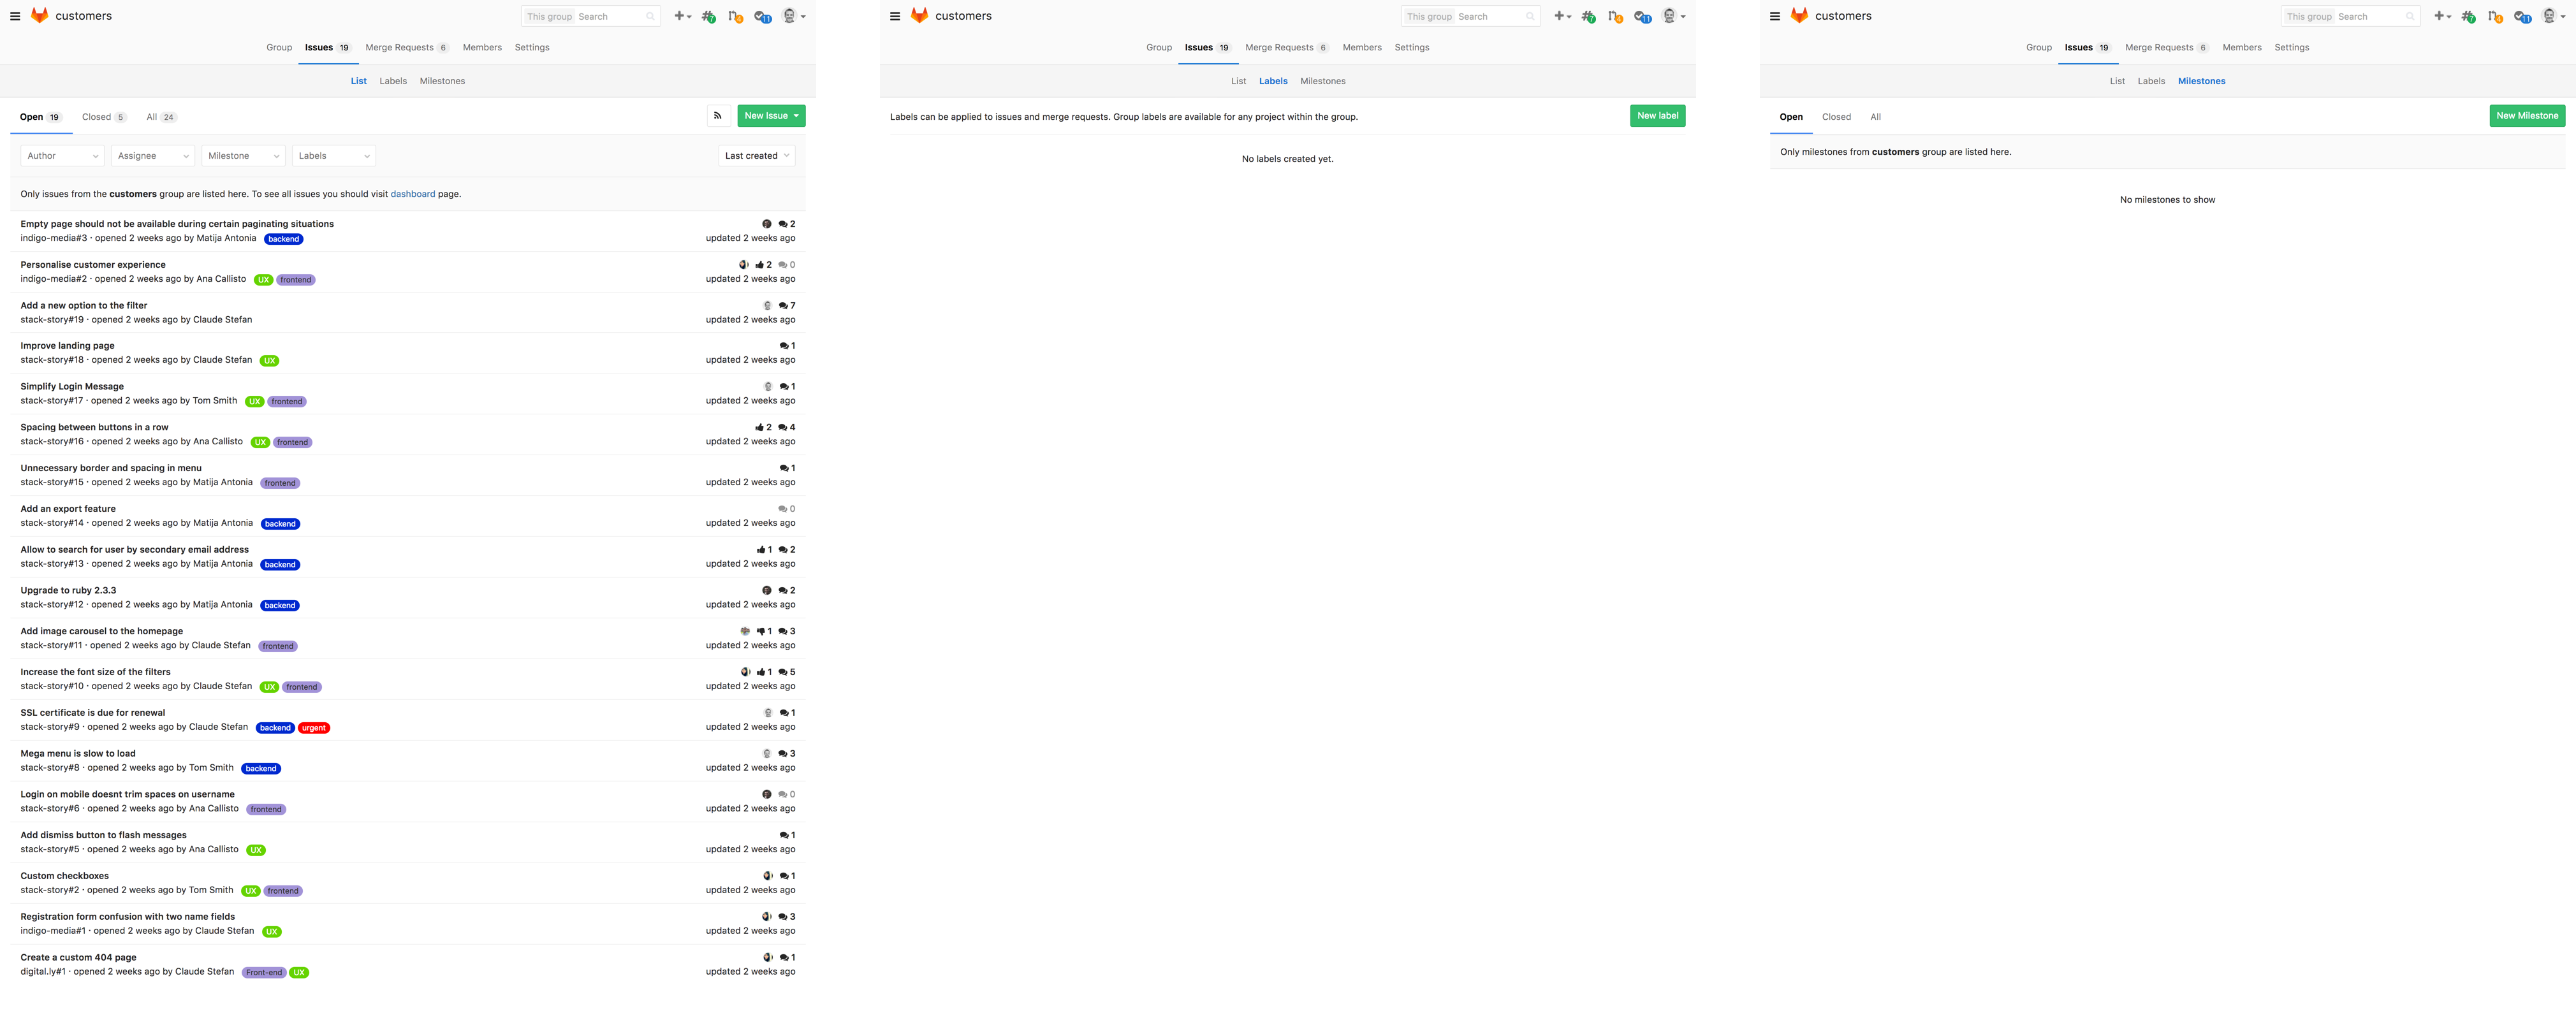 customers
This group Search
7
4
11
Group Issues 19 Merge Requests 6 Members Settings
List Labels Milestones
Open 19 Closed 5 All 24
New Issue
Author Assignee Milestone Labels
Last created
Only issues from the customers group are listed here. To see all issues you should visit dashboard page.
Empty page should not be available during certain paginating situations
2
indigo-media#3 · opened 2 weeks ago by Matija Antonia backend
updated 2 weeks ago
Personalise customer experience
2 0
indigo-media#2 · opened 2 weeks ago by Ana Callisto UX frontend
updated 2 weeks ago
Add a new option to the filter
7
stack-story#19 · opened 2 weeks ago by Claude Stefan
updated 2 weeks ago
Improve landing page
1
stack-story#18 · opened 2 weeks ago by Claude Stefan UX
updated 2 weeks ago
Simplify Login Message
1
stack-story#17 · opened 2 weeks ago by Tom Smith UX frontend
updated 2 weeks ago
Spacing between buttons in a row
2 4
stack-story#16 · opened 2 weeks ago by Ana Callisto UX frontend
updated 2 weeks ago
Unnecessary border and spacing in menu
1
stack-story#15 · opened 2 weeks ago by Matija Antonia frontend
updated 2 weeks ago
Add an export feature
0
stack-story#14 · opened 2 weeks ago by Matija Antonia backend
updated 2 weeks ago
Allow to search for user by secondary email address
1 2
stack-story#13 · opened 2 weeks ago by Matija Antonia backend
updated 2 weeks ago
Upgrade to ruby 2.3.3
2
stack-story#12 · opened 2 weeks ago by Matija Antonia backend
updated 2 weeks ago
Add image carousel to the homepage
1 3
stack-story#11 · opened 2 weeks ago by Claude Stefan frontend
updated 2 weeks ago
Increase the font size of the filters
1 5
stack-story#10 · opened 2 weeks ago by Claude Stefan UX frontend
updated 2 weeks ago
SSL certificate is due for renewal
1
stack-story#9 · opened 2 weeks ago by Claude Stefan backend urgent
updated 2 weeks ago
Mega menu is slow to load
3
stack-story#8 · opened 2 weeks ago by Tom Smith backend
updated 2 weeks ago
Login on mobile doesnt trim spaces on username
0
stack-story#6 · opened 2 weeks ago by Ana Callisto frontend
updated 2 weeks ago
Add dismiss button to flash messages
1
stack-story#5 · opened 2 weeks ago by Ana Callisto UX
updated 2 weeks ago
Custom checkboxes
1
stack-story#2 · opened 2 weeks ago by Tom Smith UX frontend
updated 2 weeks ago
Registration form confusion with two name fields
3
indigo-media#1 · opened 2 weeks ago by Claude Stefan UX
updated 2 weeks ago
Create a custom 404 page
1
digital.ly#1 · opened 2 weeks ago by Claude Stefan Front-end UX
updated 2 weeks ago
customers
This group Search
7
4
11
Group Issues 19 Merge Requests 6 Members Settings
List Labels Milestones
Labels can be applied to issues and merge requests. Group labels are available for any project within the group.
New label
No labels created yet.
customers
This group Search
7
4
11
Group Issues 19 Merge Requests 6 Members Settings
List Labels Milestones
Open Closed All
New Milestone
Only milestones from customers group are listed here.
No milestones to show